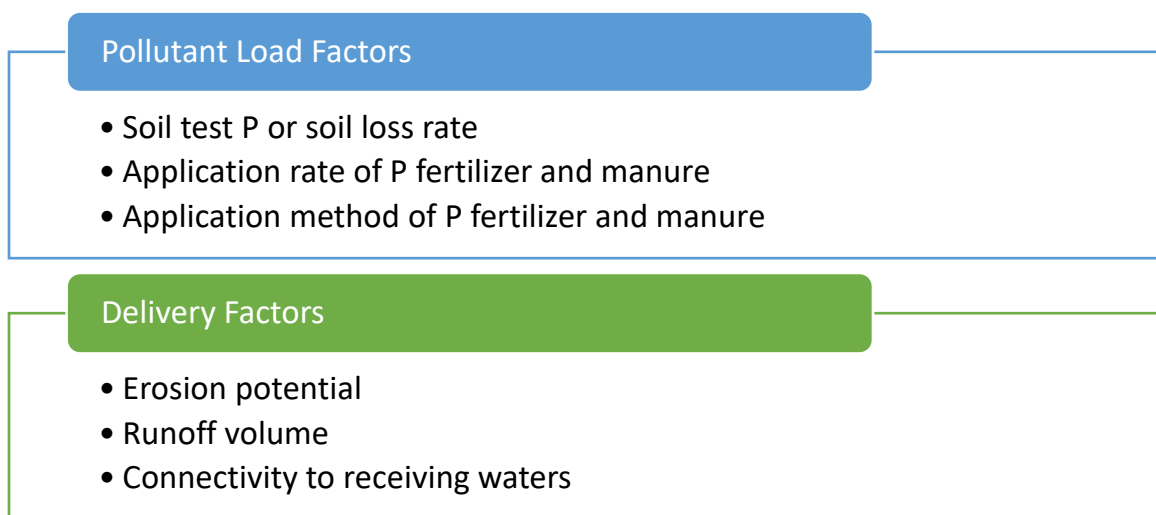 Pollutant Load Factors
• Soil test P or soil loss rate
• Application rate of P fertilizer and manure
• Application method of P fertilizer and manure
Delivery Factors
• Erosion potential
• Runoff volume
• Connectivity to receiving waters